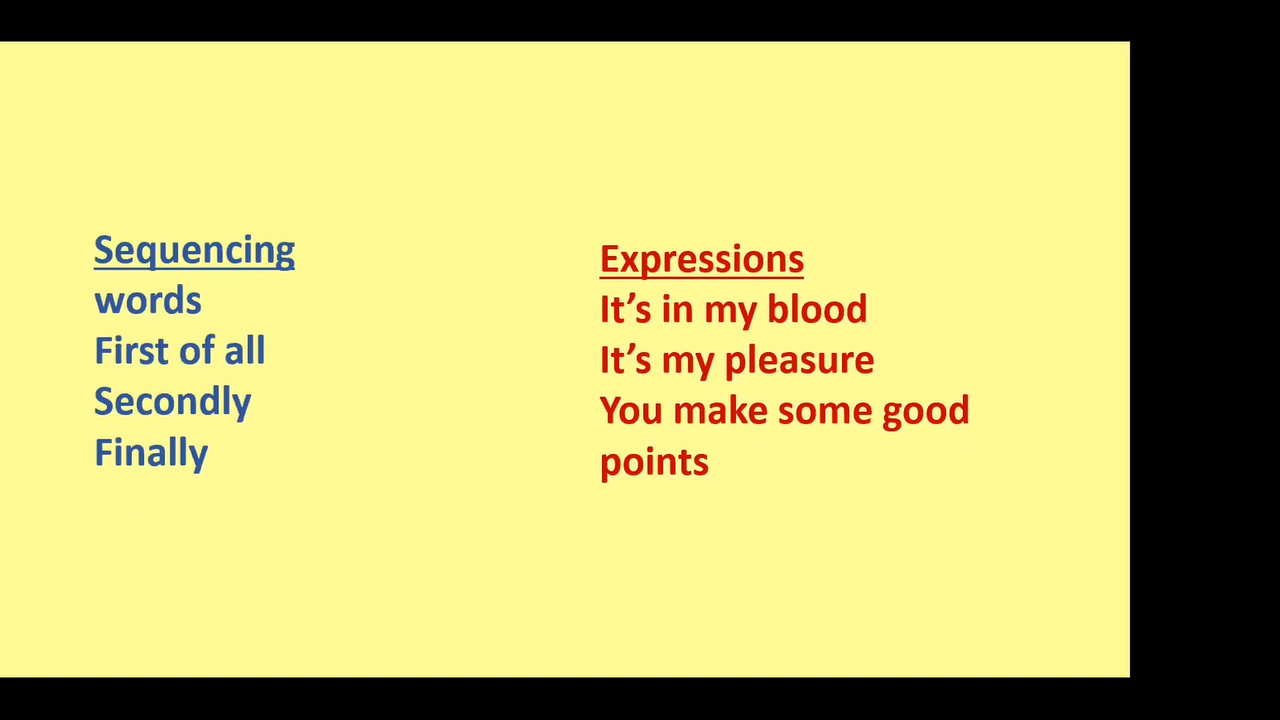 Sequencing
words
First of all
Secondly
Finally
Expressions
It’s in my blood
It’s my pleasure
You make some good
points